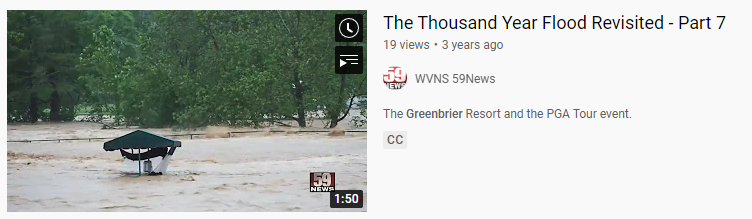 The Thousand Year Flood Revisited - Part 7
19 views • 3 years ago
59
NEWS
WVNS 59News
The Greenbrier Resort and the PGA Tour event.
CC
59
NEWS
1:50